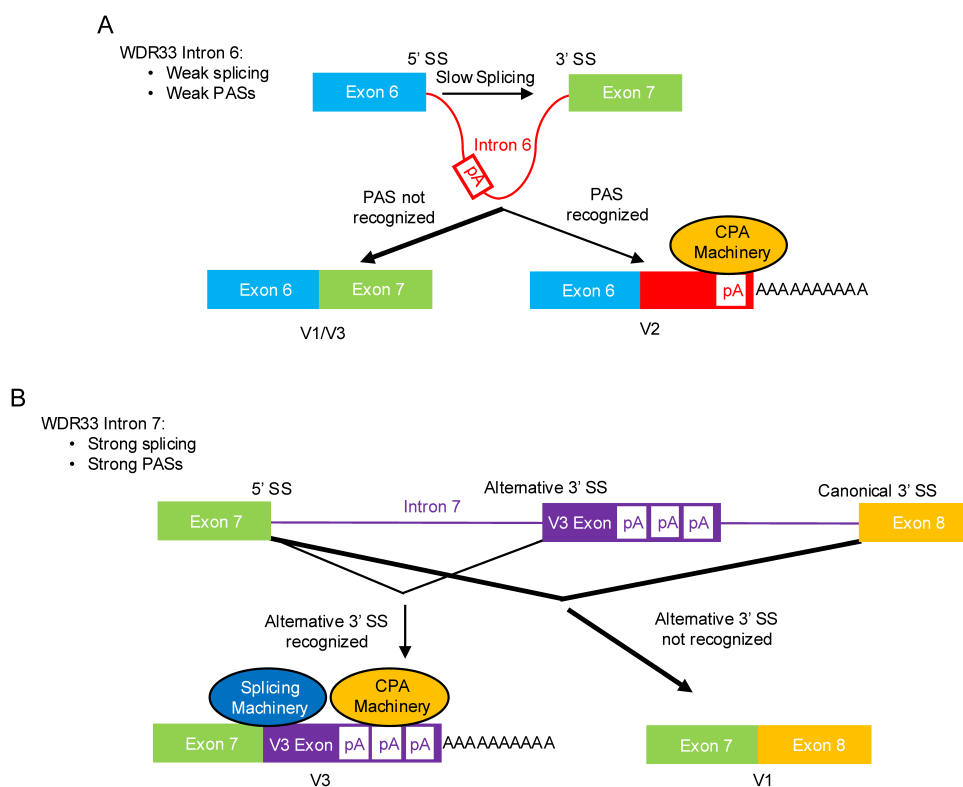 A
WDR33 Intron 6:
• Weak splicing
• Weak PASs
5' SS
3' SS
Slow Splicing
Exon 6
Exon 7
Intron 6
pA
PAS not
recognized
PAS
recognized
CPA
Machinery
Exon 6
Exon 7
Exon 6
pA
AAAAAAAAAA
V1/V3
V2
B
WDR33 Intron 7:
• Strong splicing
• Strong PASs
5' SS
Alternative 3' SS
Canonical 3' SS
Exon 7
Intron 7
V3 Exon
pA
pA
pA
Exon 8
Alternative 3' SS
recognized
Alternative 3' SS
not recognized
Splicing
Machinery
CPA
Machinery
Exon 7
V3 Exon
pA
pA
pA
AAAAAAAAAA
Exon 7
Exon 8
V3
V1